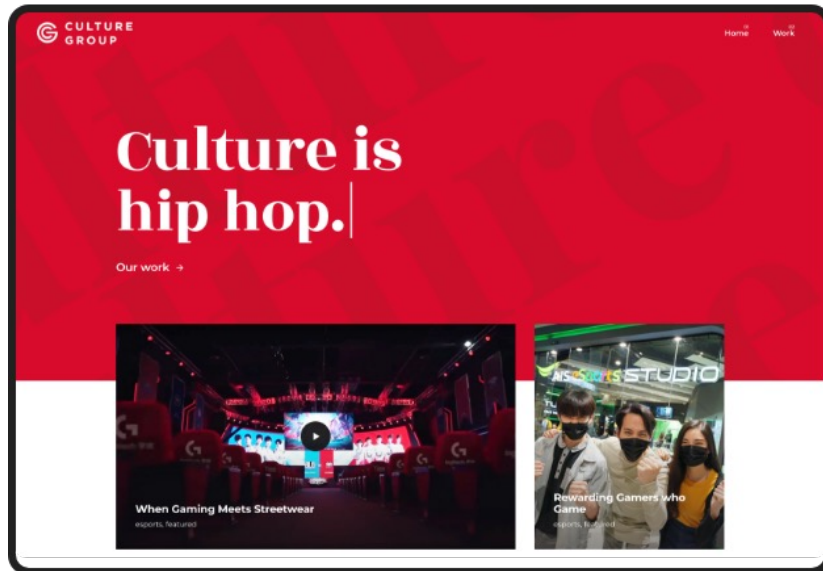 CULTURE
GROUP
Home
Work
Culture is
hip hop.
Our work →
STUDIO
When Gaming Meets Streetwear
esports, featured
Rewarding Gamers who
Game
esports, featured